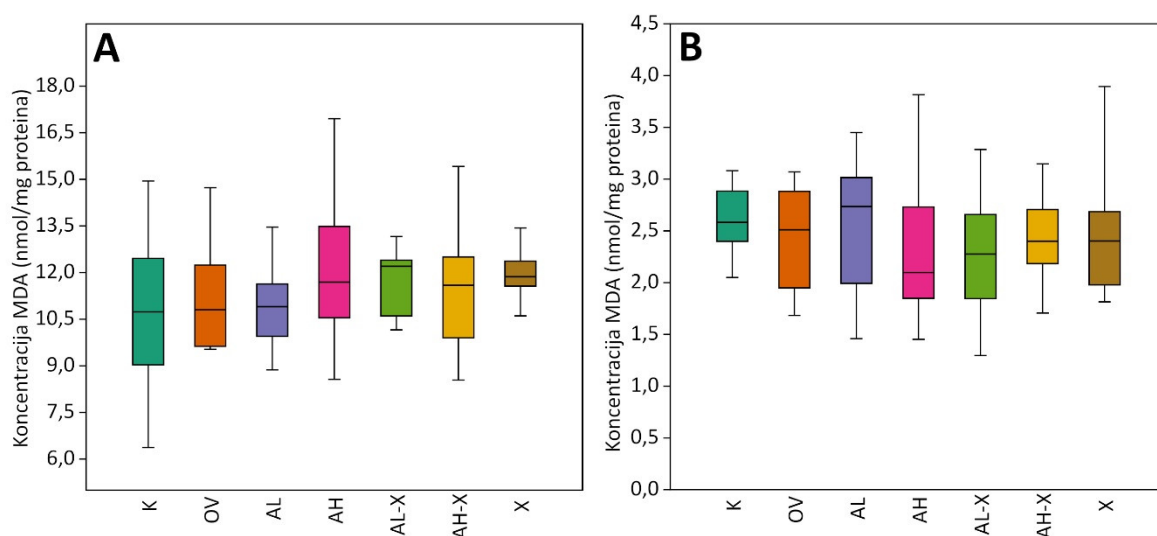 A
Koncentracija MDA (nmol/mg proteina)
18,0
16,5
15,0
13,5
12,0
10,5
9,0
7,5
6,0
K
OV
AL
AH
AL-X
AH-X
X
B
Koncentracija MDA (nmol/mg proteina)
4,5
4,0
3,5
3,0
2,5
2,0
1,5
1,0
0,5
0,0
K
OV
AL
AH
AL-X
AH-X
X